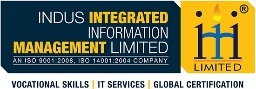 INDUS INTEGRATED
INFORMATION
MANAGEMENT LIMITED
AN ISO 9001:2008, ISO 14001:2004 COMPANY
®
LIMITED
VOCATIONAL SKILLS | IT SERVICES | GLOBAL CERTIFICATION